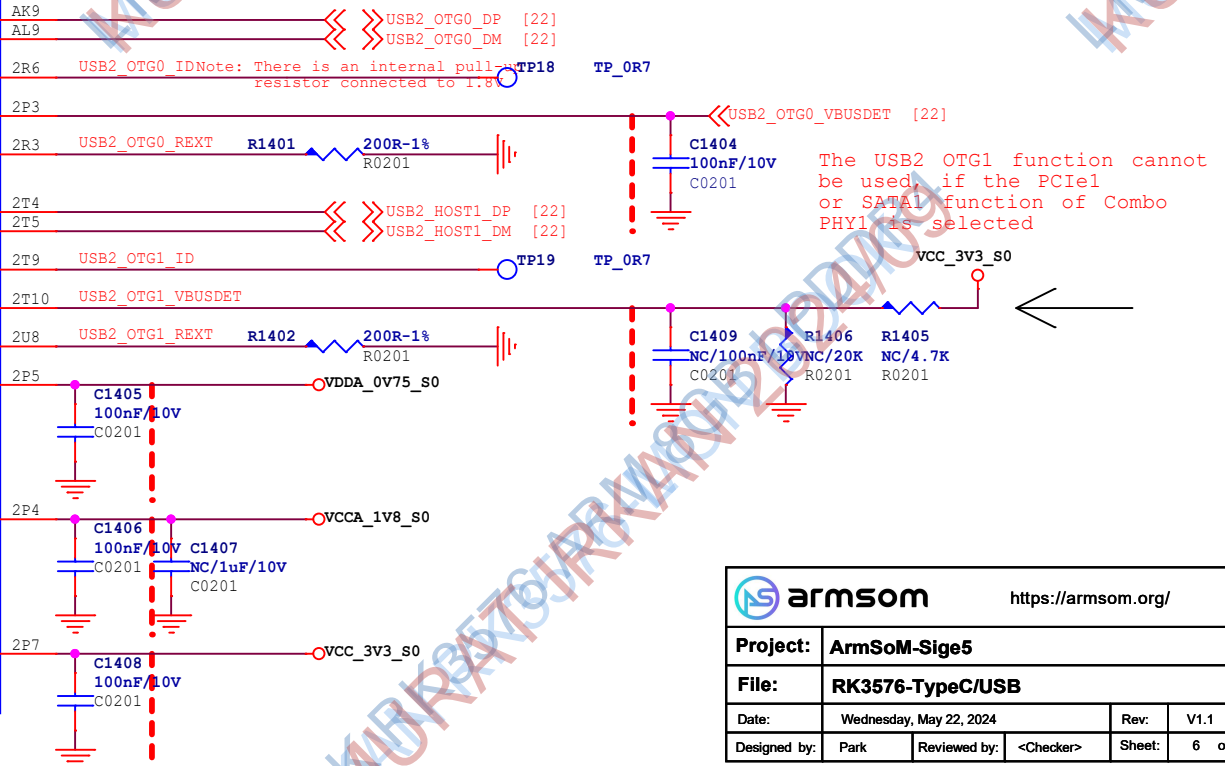 AK9
USB2_OTG0_DP [22]
AL9
USB2_OTG0_DM [22]
2R6
USB2_OTG0_ID
Note: There is an internal pull-up
resistor connected to 1.8V
TP18 TP_0R7
2P3
USB2_OTG0_VBUSDET [22]
C1404
100nF/10V
C0201
2R3
USB2_OTG0_REXT
R1401
200R-1%
R0201
The USB2 OTG1 function cannot
be used, if the PCIe1
or SATA1 function of Combo
PHY1 is selected
2T4
USB2_HOST1_DP [22]
2T5
USB2_HOST1_DM [22]
2T9
USB2_OTG1_ID
TP19 TP_0R7
VCC_3V3_S0
2T10
USB2_OTG1_VBUSDET
2U8
USB2_OTG1_REXT
R1402
200R-1%
R0201
C1409
NC/100nF/10V
C0201
R1406
NC/20K
R0201
R1405
NC/4.7K
R0201
2P5
VDDA_0V75_S0
C1405
100nF/10V
C0201
2P4
VCCA_1V8_S0
C1406
100nF/10V
C0201
C1407
NC/1uF/10V
C0201
2P7
VCC_3V3_S0
C1408
100nF/10V
C0201
armsom https://armsom.org/
Project: ArmSoM-Sige5
File: RK3576-TypeC/USB
Date: Wednesday, May 22, 2024 Rev: V1.1
Designed by: Park Reviewed by: <Checker> Sheet: 6